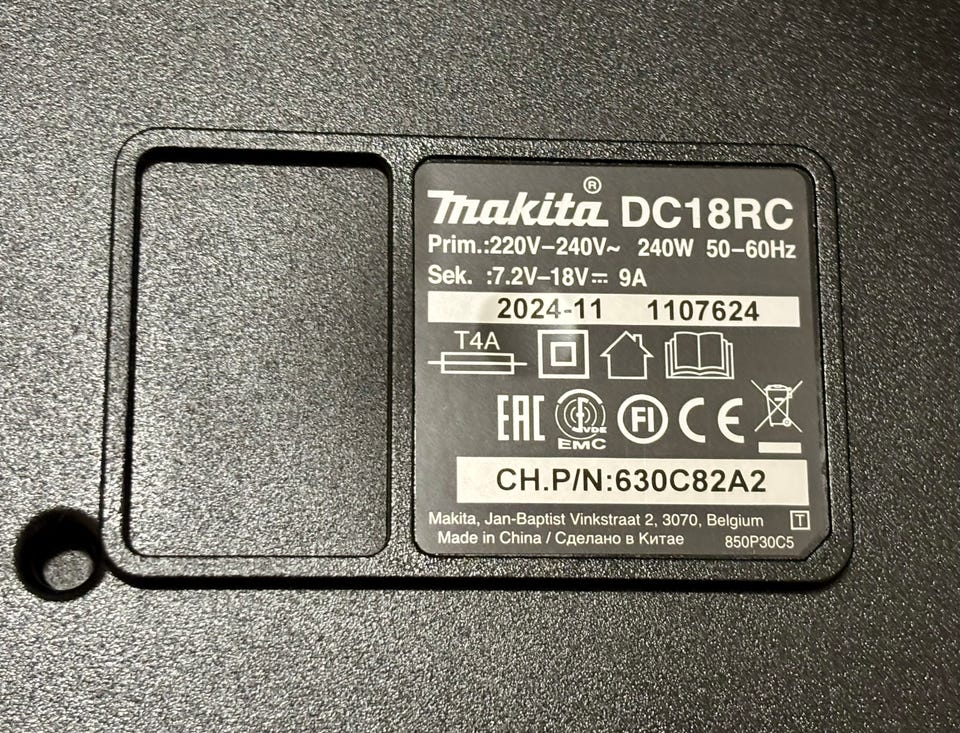 Makita® DC18RC
Prim.:220V–240V~ 240W 50–60Hz
Sek. :7.2V–18V⎓ 9A
2024-11 1107624
T4A
EAC VDE EMC FI CE
CH.P/N:630C82A2
Makita, Jan-Baptist Vinkstraat 2, 3070, Belgium T
Made in China / Сделано в Китае 850P30C5